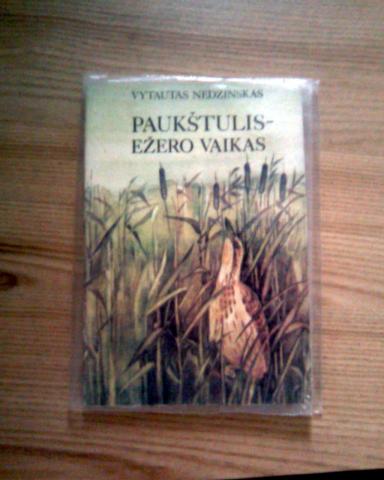 VYTAUTAS NEDZINSKAS
PAUKŠTULIS-
EŽERO VAIKAS